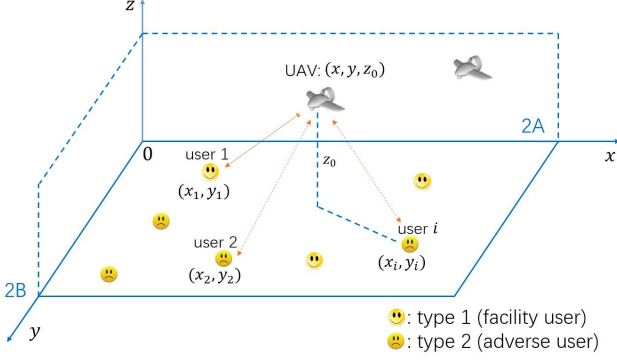 z
UAV: (x, y, z₀)
2A
0
x
user 1
z₀
(x₁, y₁)
user 2
user i
(x₂, y₂)
(xᵢ, yᵢ)
2B
y
: type 1 (facility user)
: type 2 (adverse user)